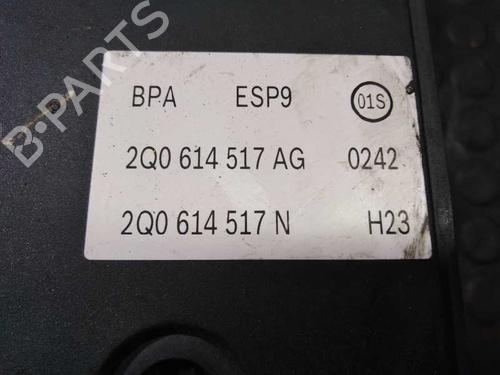 B-PARTS
BPA ESP9 01S
2Q0 614 517 AG 0242
2Q0 614 517 N H23